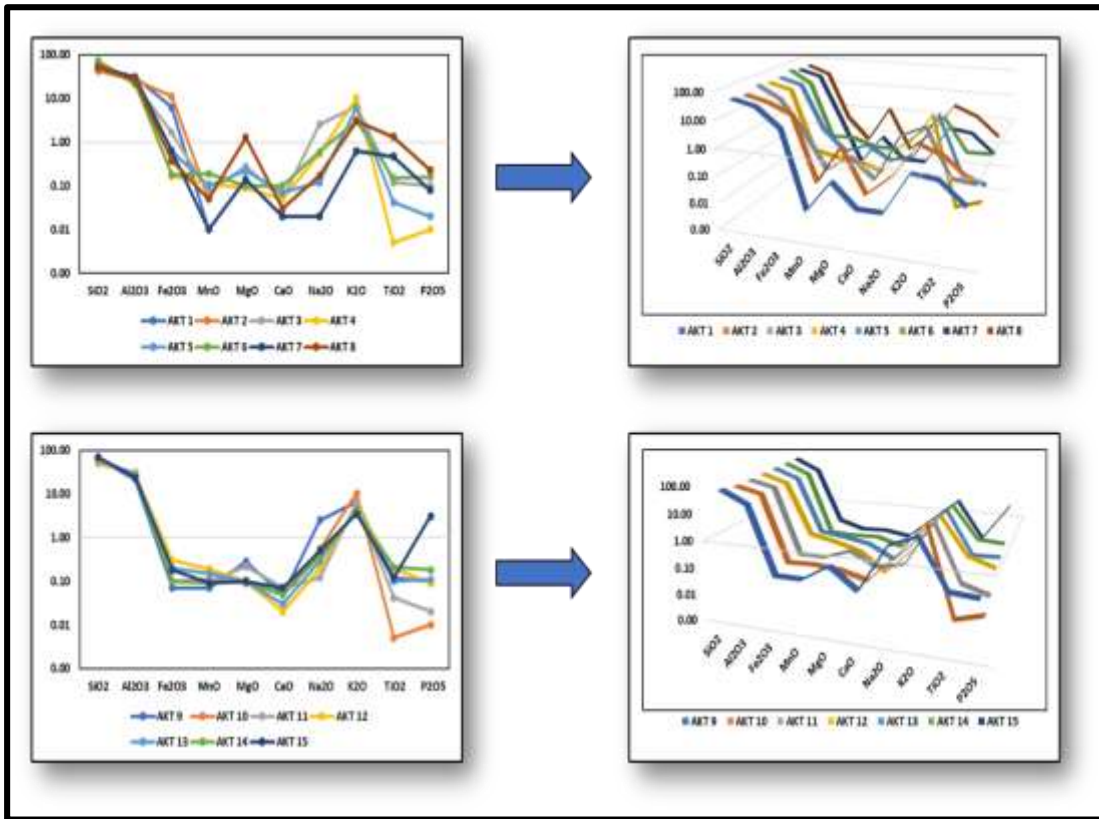 100.00
10.00
1.00
0.10
0.01
0.00
SiO2 Al2O3 Fe2O3 MnO MgO CaO Na2O K2O TiO2 P2O5
AKT 1 AKT 2 AKT 3 AKT 4
AKT 5 AKT 6 AKT 7 AKT 8
100.00
10.00
1.00
0.10
0.01
0.00
SiO2
Al2O3
Fe2O3
MnO
MgO
CaO
Na2O
K2O
TiO2
P2O5
AKT 1 AKT 2 AKT 3 AKT 4 AKT 5 AKT 6 AKT 7 AKT 8
100.00
10.00
1.00
0.10
0.01
0.00
SiO2 Al2O3 Fe2O3 MnO MgO CaO Na2O K2O TiO2 P2O5
AKT 9 AKT 10 AKT 11 AKT 12
AKT 13 AKT 14 AKT 15
100.00
10.00
1.00
0.10
0.01
0.00
SiO2
Al2O3
Fe2O3
MnO
MgO
CaO
Na2O
K2O
TiO2
P2O5
AKT 9 AKT 10 AKT 11 AKT 12 AKT 13 AKT 14 AKT 15